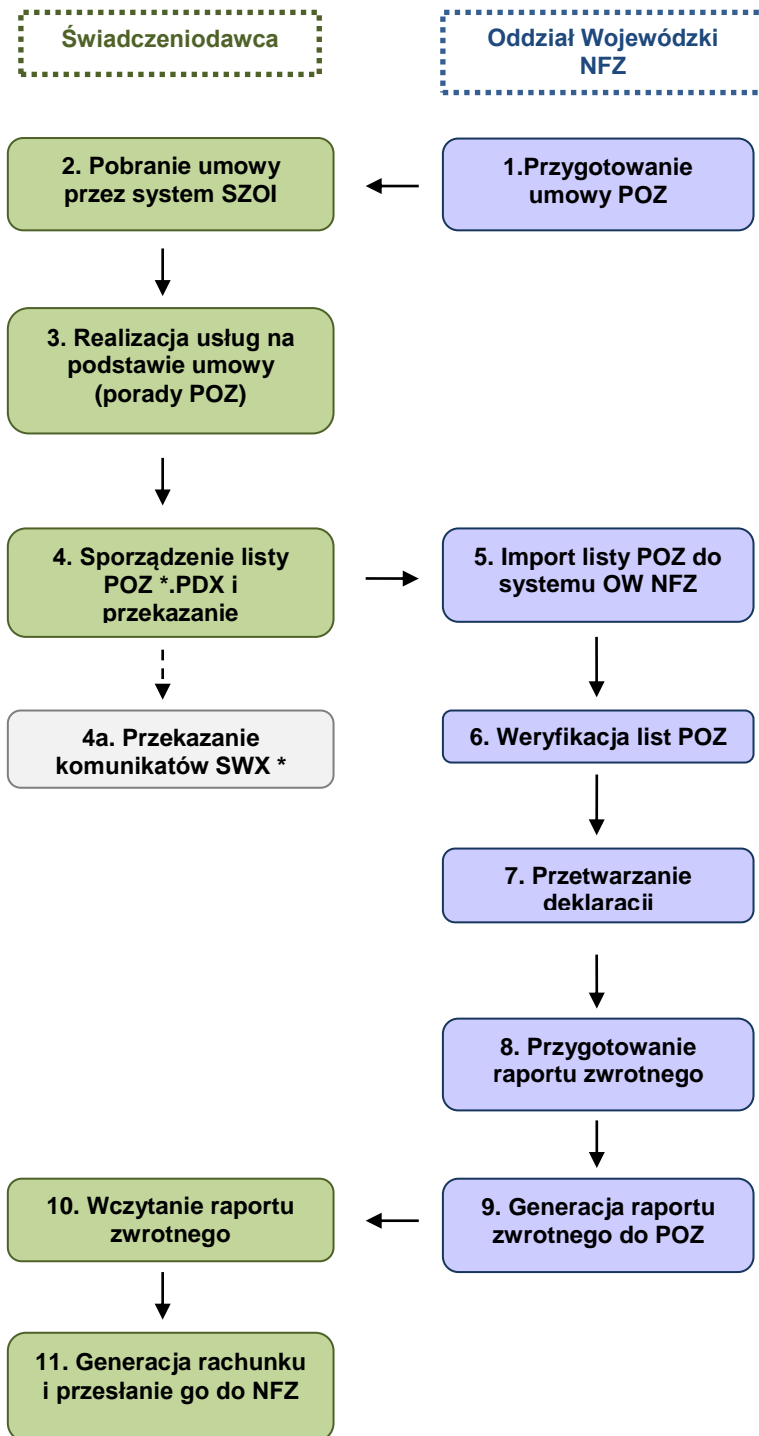 Świadczeniodawca
Oddział Wojewódzki
NFZ
2. Pobranie umowy
przez system SZOI
1.Przygotowanie
umowy POZ
3. Realizacja usług na
podstawie umowy
(porady POZ)
4. Sporządzenie listy
POZ *.PDX i
przekazanie
5. Import listy POZ do
systemu OW NFZ
4a. Przekazanie
komunikatów SWX *
6. Weryfikacja list POZ
7. Przetwarzanie
deklaracji
8. Przygotowanie
raportu zwrotnego
10. Wczytanie raportu
zwrotnego
9. Generacja raportu
zwrotnego do POZ
11. Generacja rachunku
i przesłanie go do NFZ